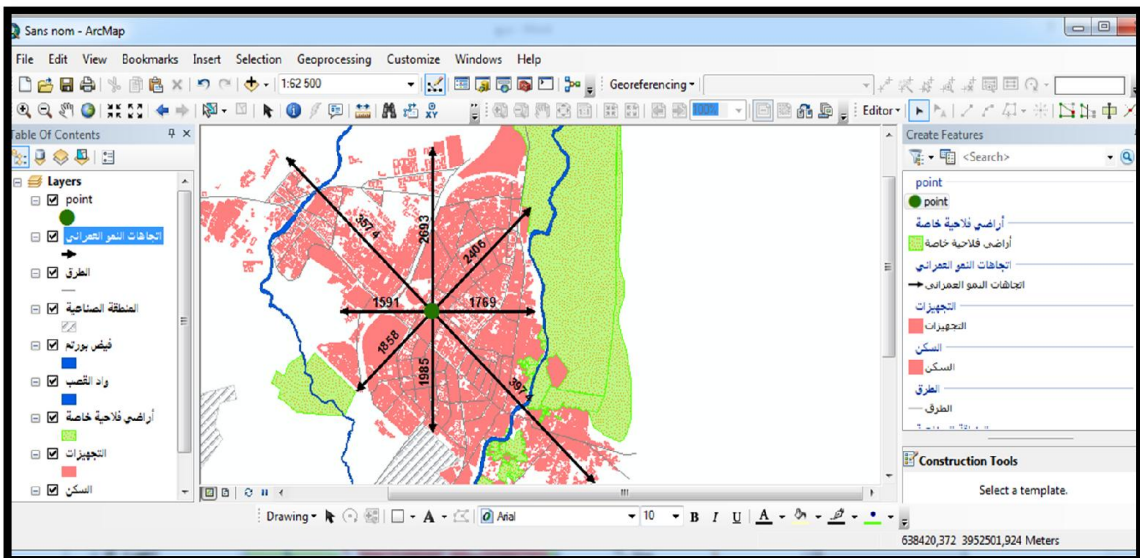 Sans nom - ArcMap
File Edit View Bookmarks Insert Selection Geoprocessing Customize Windows Help
1:62 500
Georeferencing
100%
Editor
Table Of Contents
Layers
point
اتجاهات النمو العمراني
الطرق
المنطقة الصناعية
فيض بورتم
واد القصب
أراضي فلاحية خاصة
التجهيزات
السكن
3574
2693
2406
1591
1769
1858
1985
3974
Create Features
<Search>
point
point
أراضي فلاحية خاصة
أراضي فلاحية خاصة
اتجاهات النمو العمراني
اتجاهات النمو العمراني
التجهيزات
التجهيزات
السكن
السكن
الطرق
الطرق
Construction Tools
Select a template.
Drawing
Arial
10
B I U A
638420,372 3952501,924 Meters